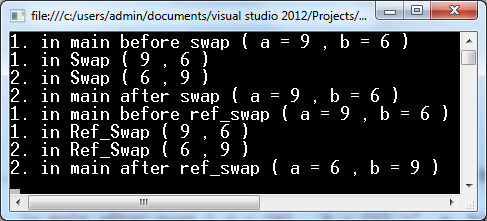 file:///c:/users/admin/documents/visual studio 2012/Projects/...
1. in main before swap ( a = 9 , b = 6 )
1. in Swap ( 9 , 6 )
2. in Swap ( 6 , 9 )
2. in main after swap ( a = 9 , b = 6 )
1. in main before ref_swap ( a = 9 , b = 6 )
1. in Ref_Swap ( 9 , 6 )
2. in Ref_Swap ( 6 , 9 )
2. in main after ref_swap ( a = 6 , b = 9 )